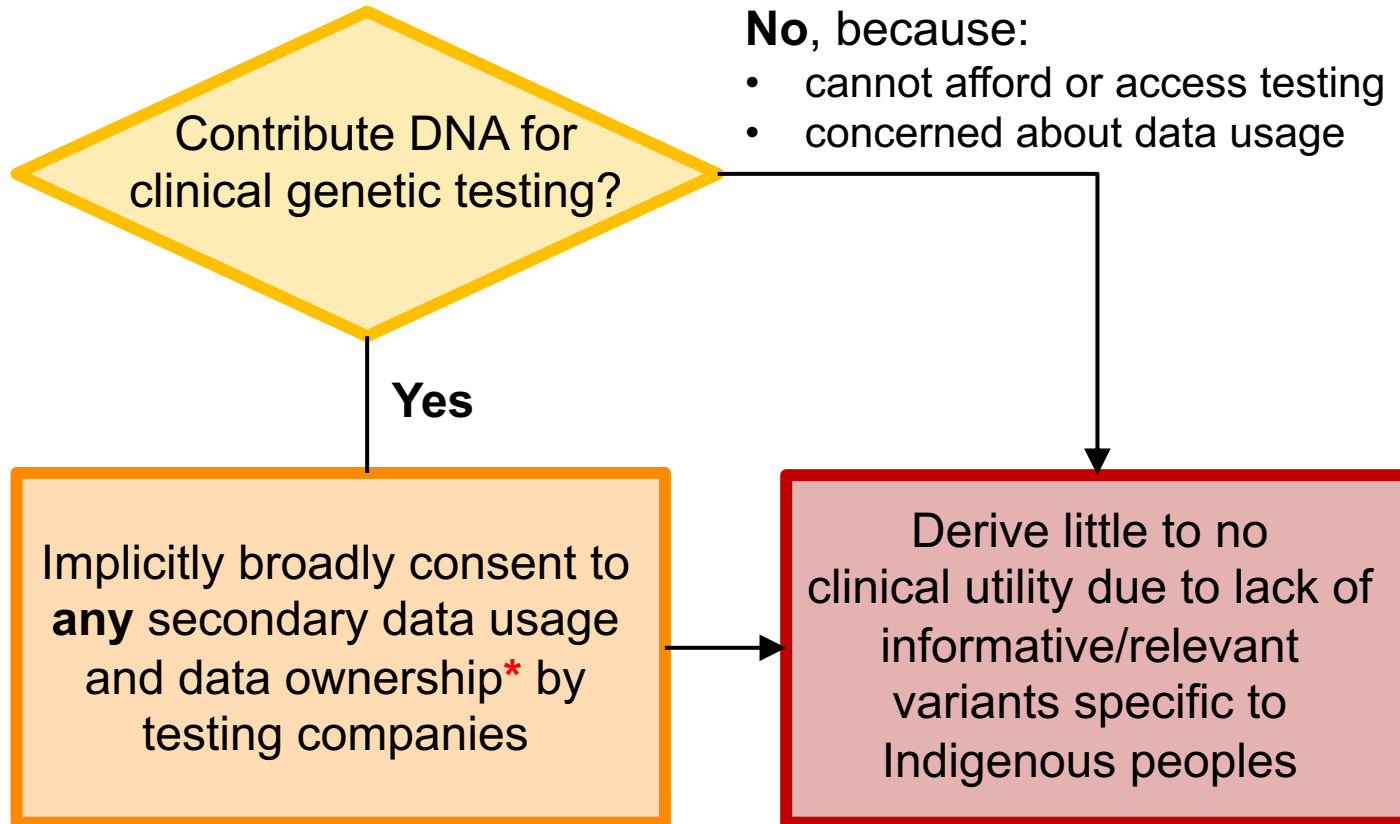 Contribute DNA for
clinical genetic testing?
No, because:
• cannot afford or access testing
• concerned about data usage
Yes
Implicitly broadly consent to
any secondary data usage
and data ownership* by
testing companies
Derive little to no
clinical utility due to lack of
informative/relevant
variants specific to
Indigenous peoples